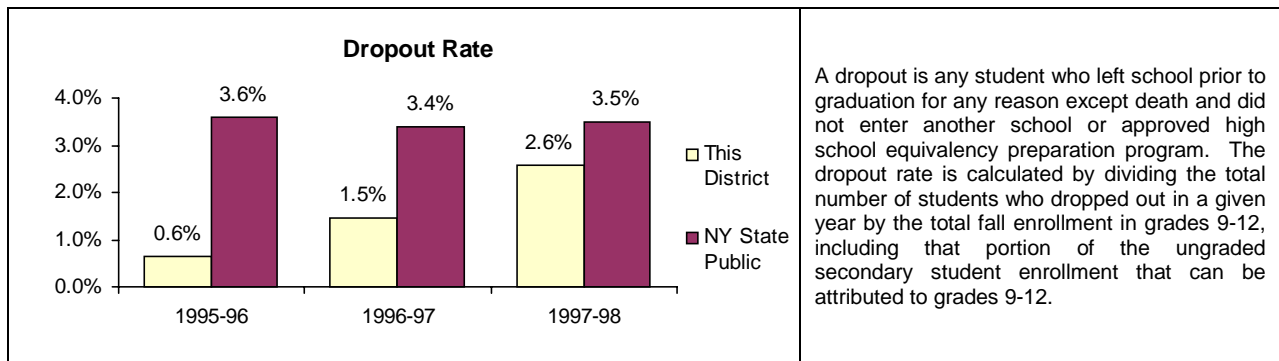 Dropout Rate
4.0%
3.0%
2.0%
1.0%
0.0%
0.6%
3.6%
1.5%
3.4%
2.6%
3.5%
1995-96
1996-97
1997-98
This
District
NY State
Public
A dropout is any student who left school prior to
graduation for any reason except death and did
not enter another school or approved high
school equivalency preparation program. The
dropout rate is calculated by dividing the total
number of students who dropped out in a given
year by the total fall enrollment in grades 9-12,
including that portion of the ungraded
secondary student enrollment that can be
attributed to grades 9-12.